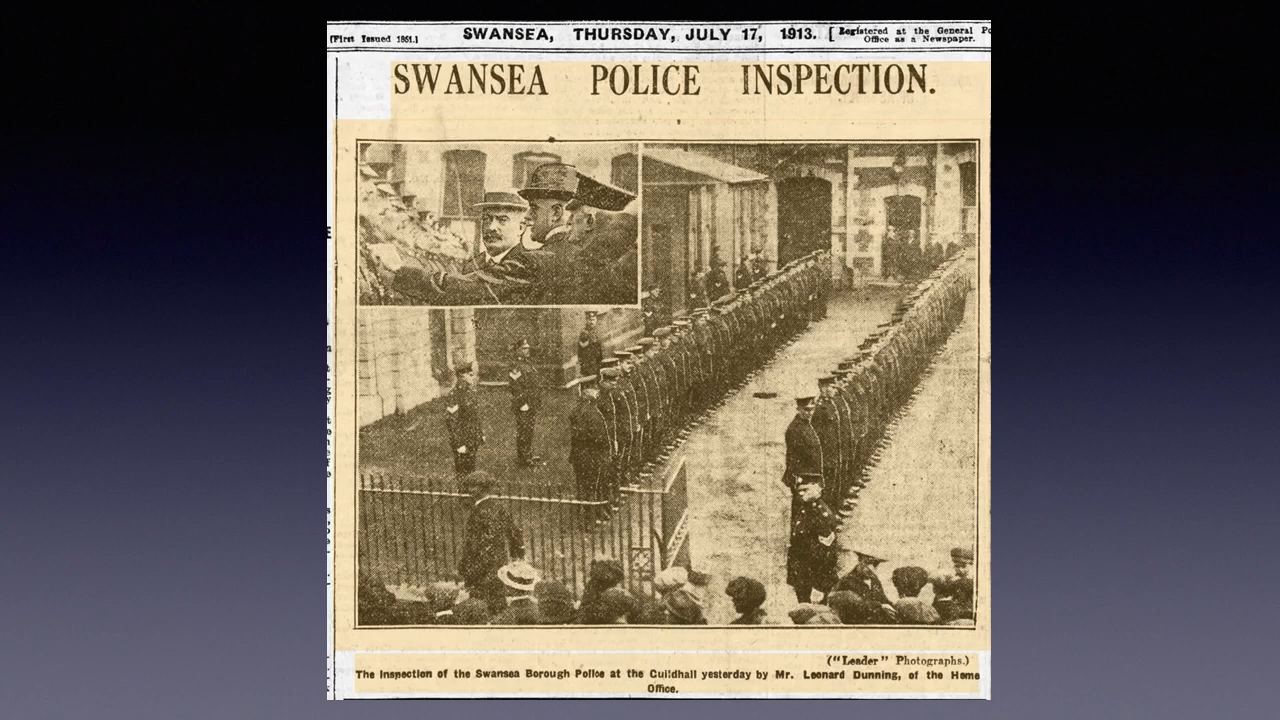 [First Issued 1851.]
SWANSEA, THURSDAY, JULY 17, 1913.
[Registered at the General
Office as a Newspaper.
SWANSEA POLICE INSPECTION.
("Leader" Photographs.)
The Inspection of the Swansea Borough Police at the Guildhall yesterday by Mr. Leonard Dunning, of the Home
Office.